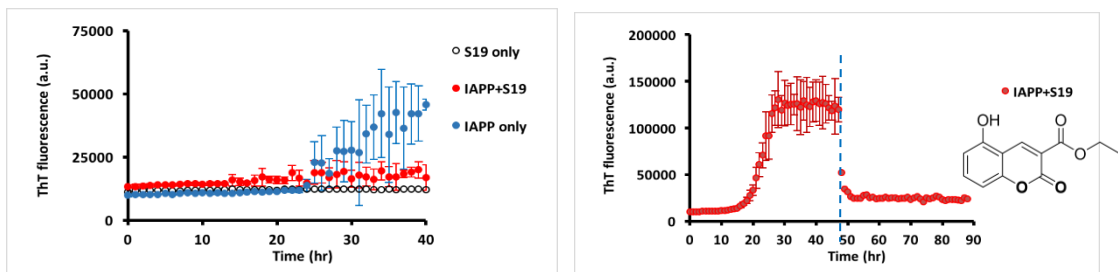 ThT fluorescence (a.u.)
75000
50000
25000
0
0
10
20
30
40
Time (hr)
S19 only
IAPP+S19
IAPP only
ThT fluorescence (a.u.)
200000
150000
100000
50000
0
0 10 20 30 40 50 60 70 80 90
Time (hr)
IAPP+S19
OH
O
O
O
O